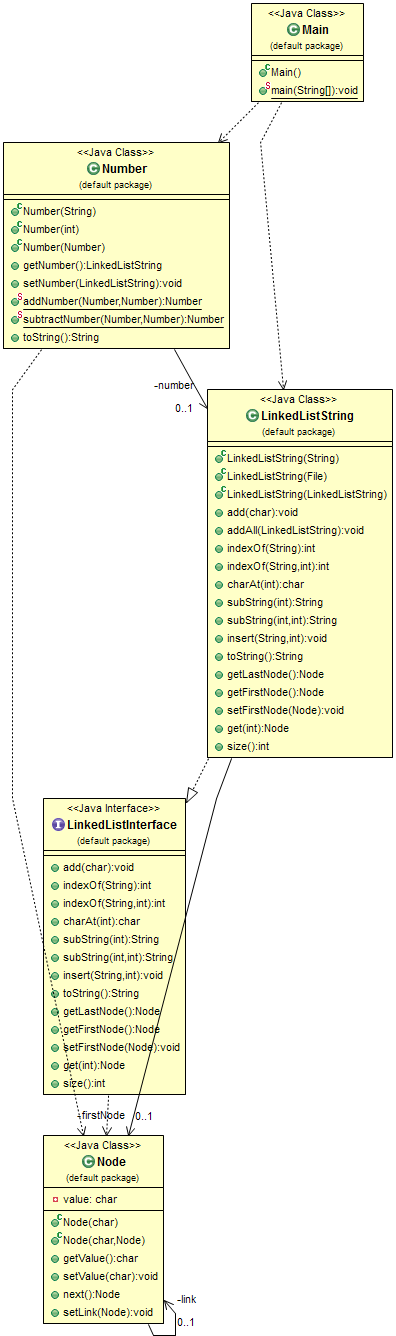 <<Java Class>>
Main
(default package)
Main()
main(String[]):void
<<Java Class>>
Number
(default package)
Number(String)
Number(int)
Number(Number)
getNumber():LinkedListString
setNumber(LinkedListString):void
addNumber(Number,Number):Number
subtractNumber(Number,Number):Number
toString():String
-number
0..1
<<Java Class>>
LinkedListString
(default package)
LinkedListString(String)
LinkedListString(File)
LinkedListString(LinkedListString)
add(char):void
addAll(LinkedListString):void
indexOf(String):int
indexOf(String,int):int
charAt(int):char
subString(int):String
subString(int,int):String
insert(String,int):void
toString():String
getLastNode():Node
getFirstNode():Node
setFirstNode(Node):void
get(int):Node
size():int
<<Java Interface>>
LinkedListInterface
(default package)
add(char):void
indexOf(String):int
indexOf(String,int):int
charAt(int):char
subString(int):String
subString(int,int):String
insert(String,int):void
toString():String
getLastNode():Node
getFirstNode():Node
setFirstNode(Node):void
get(int):Node
size():int
-firstNode 0..1
<<Java Class>>
Node
(default package)
value: char
Node(char)
Node(char,Node)
getValue():char
setValue(char):void
next():Node
setLink(Node):void
-link
0..1